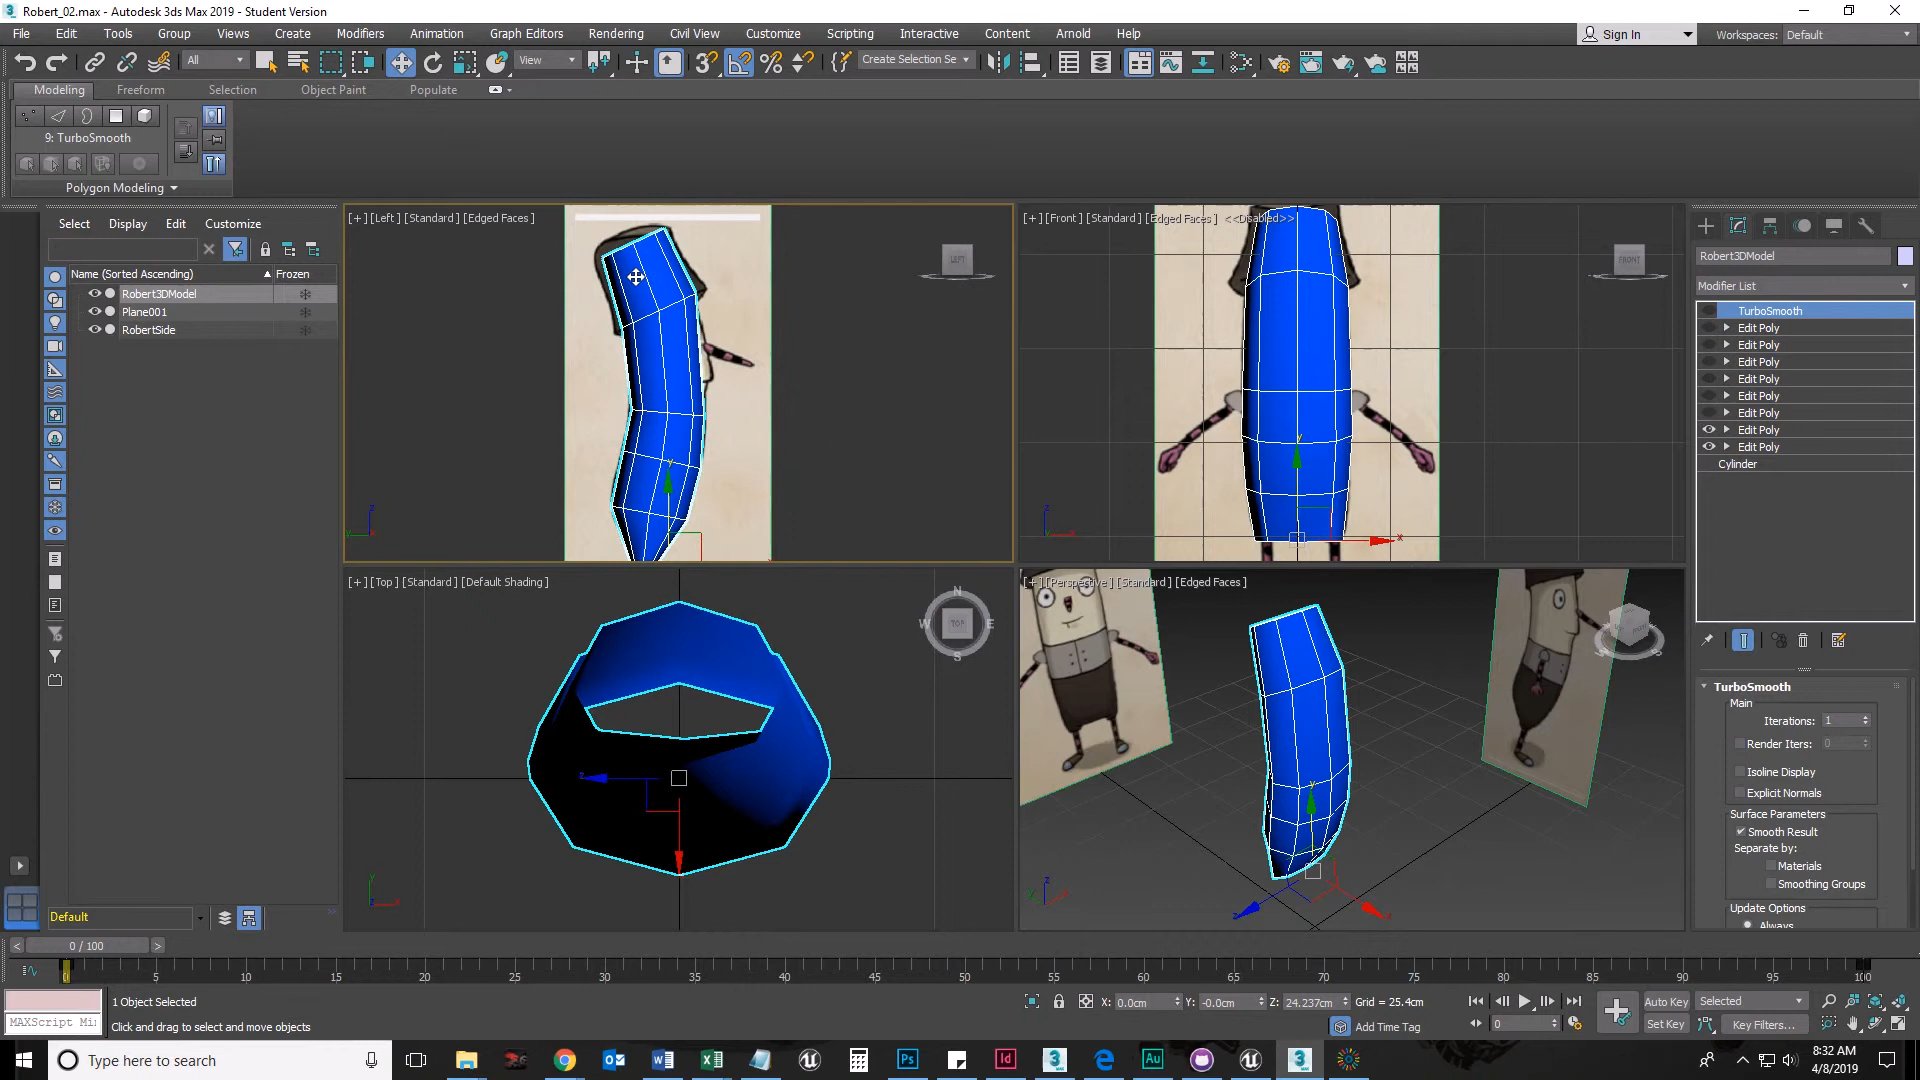 Robert_02.max - Autodesk 3ds Max 2019 - Student Version
File Edit Tools Group Views Create Modifiers Animation Graph Editors Rendering Civil View Customize Scripting Interactive Content Arnold Help
Sign In Workspaces: Default
All View Create Selection Se
Modeling Freeform Selection Object Paint Populate
9: TurboSmooth
Polygon Modeling
Select Display Edit Customize
Name (Sorted Ascending) Frozen
Robert3DModel
Plane001
RobertSide
Default
[+] [Left] [Standard] [Edged Faces]
LEFT
[+] [Front] [Standard] [Edged Faces] <<Disabled>>
FRONT
[+] [Top] [Standard] [Default Shading]
N
W TOP E
S
[+] [Perspective] [Standard] [Edged Faces]
Robert3DModel
Modifier List
TurboSmooth
Edit Poly
Edit Poly
Edit Poly
Edit Poly
Edit Poly
Edit Poly
Edit Poly
Edit Poly
Cylinder
TurboSmooth
Main
Iterations: 1
Render Iters: 0
Isoline Display
Explicit Normals
Surface Parameters
Smooth Result
Separate by:
Materials
Smoothing Groups
Update Options
Always
0 / 100
0 5 10 15 20 25 30 35 40 45 50 55 60 65 70 75 80 85 90 95 100
1 Object Selected
X: 0.0cm Y: -0.0cm Z: 24.237cm Grid = 25.4cm
Auto Key Selected
MAXScript Mi
Click and drag to select and move objects
Add Time Tag
0
Set Key Key Filters...
Type here to search
8:32 AM
4/8/2019